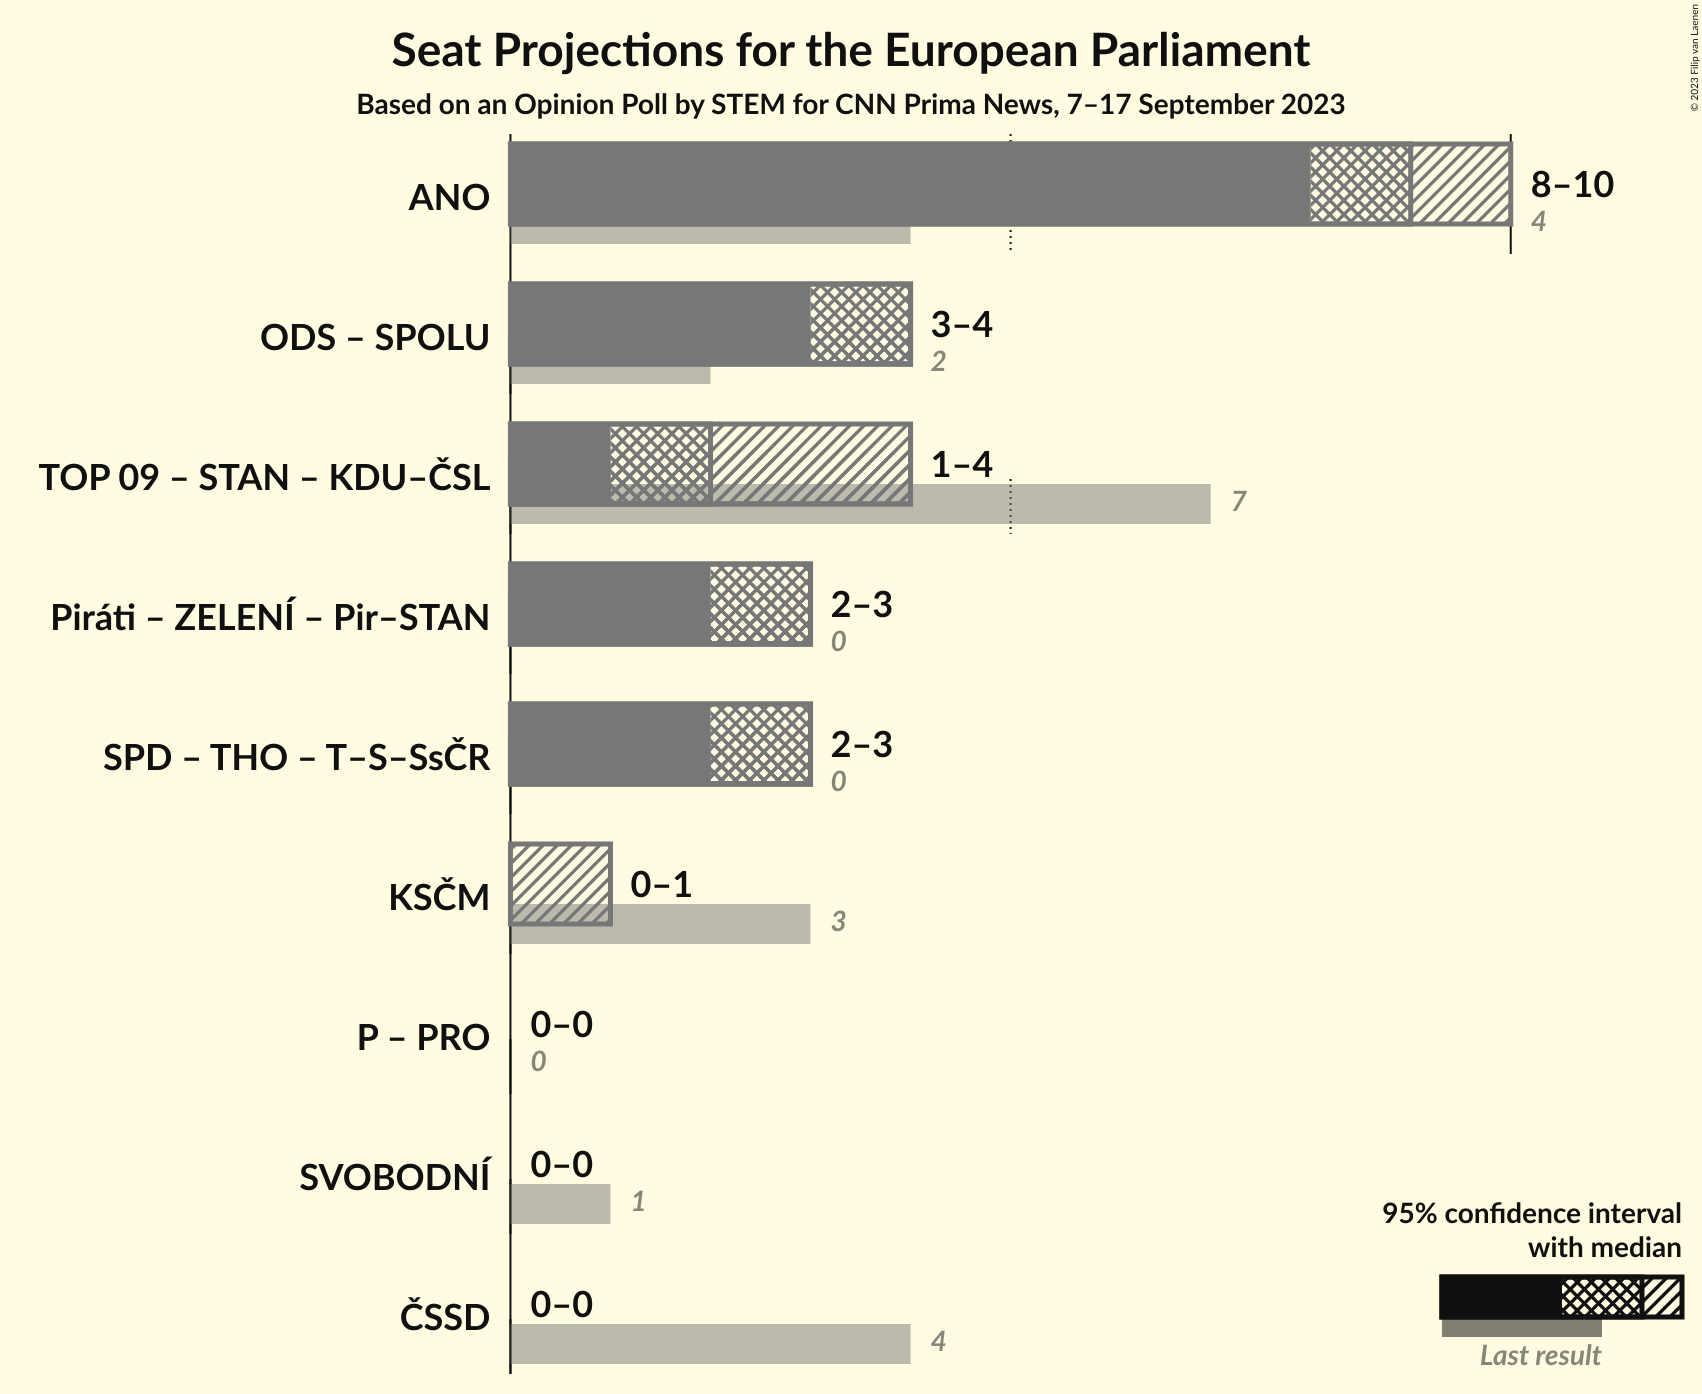 Seat Projections for the European Parliament
Based on an Opinion Poll by STEM for CNN Prima News, 7–17 September 2023
© 2023 Filip van Laenen
ANO
8–10
4
ODS – SPOLU
3–4
2
TOP 09 – STAN – KDU–ČSL
1–4
7
Piráti – ZELENÍ – Pir–STAN
2–3
0
SPD – THO – T–S–SsČR
2–3
0
KSČM
0–1
3
P – PRO
0–0
0
SVOBODNÍ
0–0
1
ČSSD
0–0
4
95% confidence interval
with median
Last result